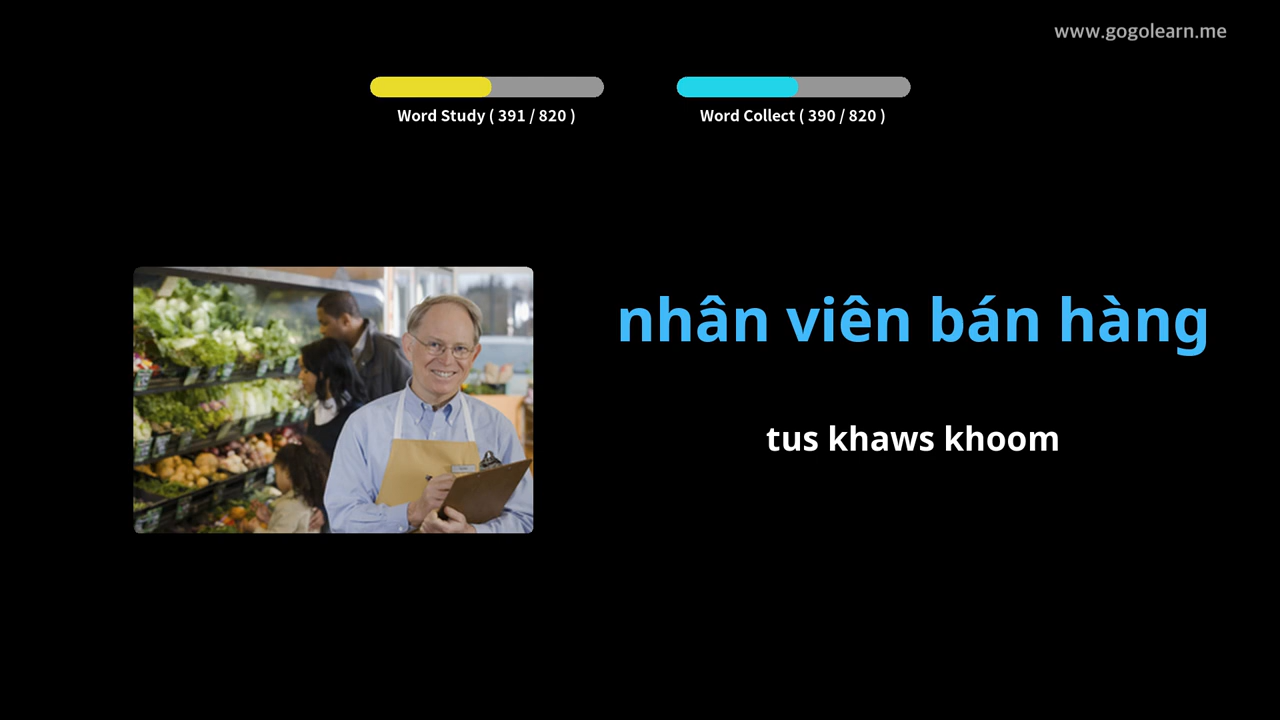 www.gogolearn.me
Word Study ( 391 / 820 )
Word Collect ( 390 / 820 )
nhân viên bán hàng
tus khaws khoom